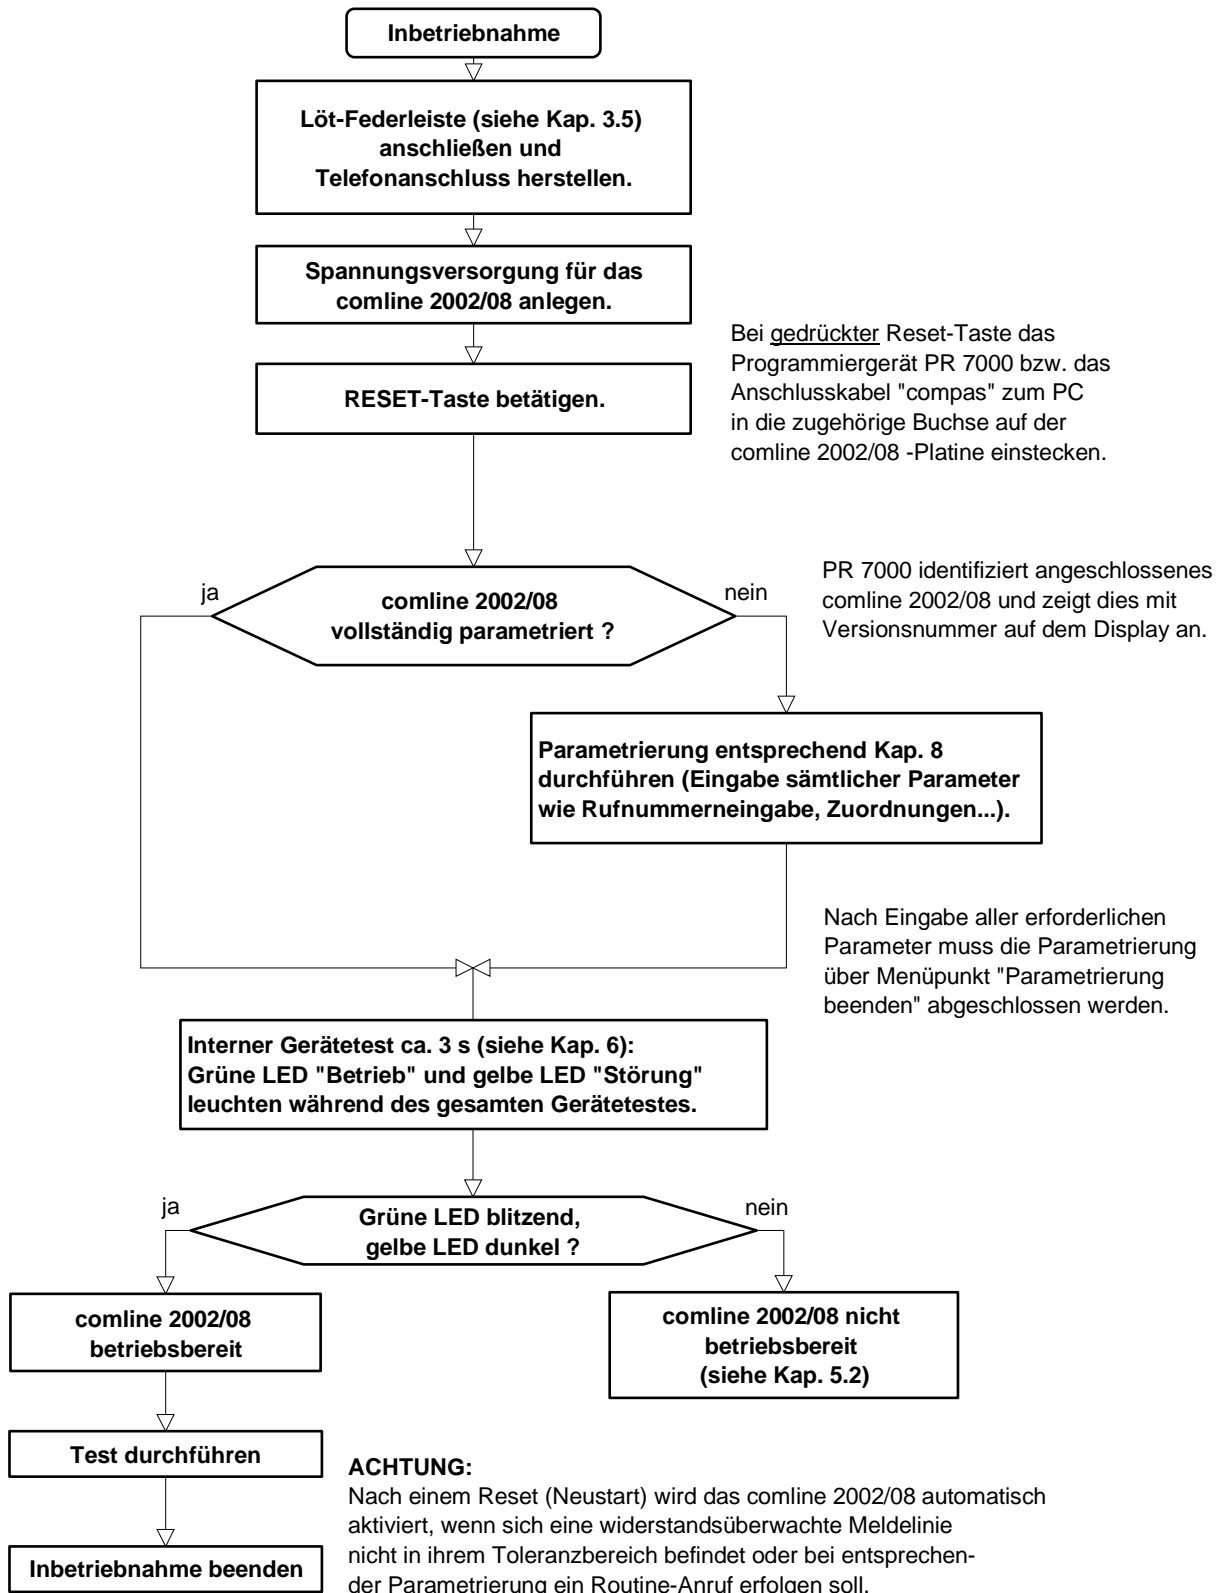 Inbetriebnahme
Löt-Federleiste (siehe Kap. 3.5)
anschließen und
Telefonanschluss herstellen.
Spannungsversorgung für das
comline 2002/08 anlegen.
RESET-Taste betätigen.
Bei gedrückter Reset-Taste das
Programmiergerät PR 7000 bzw. das
Anschlusskabel "compas" zum PC
in die zugehörige Buchse auf der
comline 2002/08 -Platine einstecken.
ja
comline 2002/08
vollständig parametriert ?
nein
PR 7000 identifiziert angeschlossenes
comline 2002/08 und zeigt dies mit
Versionsnummer auf dem Display an.
Parametrierung entsprechend Kap. 8
durchführen (Eingabe sämtlicher Parameter
wie Rufnummerneingabe, Zuordnungen...).
Nach Eingabe aller erforderlichen
Parameter muss die Parametrierung
über Menüpunkt "Parametrierung
beenden" abgeschlossen werden.
Interner Gerätetest ca. 3 s (siehe Kap. 6):
Grüne LED "Betrieb" und gelbe LED "Störung"
leuchten während des gesamten Gerätetestes.
ja
Grüne LED blitzend,
gelbe LED dunkel ?
nein
comline 2002/08
betriebsbereit
comline 2002/08 nicht
betriebsbereit
(siehe Kap. 5.2)
Test durchführen
Inbetriebnahme beenden
ACHTUNG:
Nach einem Reset (Neustart) wird das comline 2002/08 automatisch
aktiviert, wenn sich eine widerstandsüberwachte Meldelinie
nicht in ihrem Toleranzbereich befindet oder bei entsprechen-
der Parametrierung ein Routine-Anruf erfolgen soll.